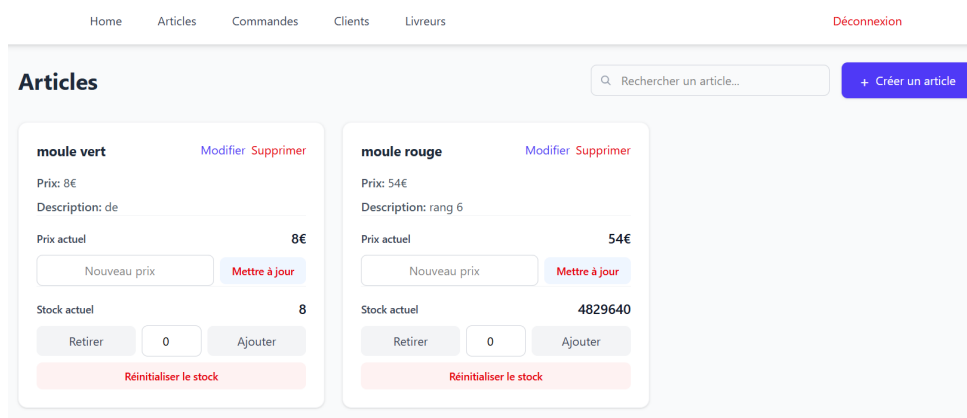 Home Articles Commandes Clients Livreurs Déconnexion
Articles
Rechercher un article...
+ Créer un article
moule vert Modifier Supprimer
Prix: 8€
Description: de
Prix actuel 8€
Nouveau prix Mettre à jour
Stock actuel 8
Retirer 0 Ajouter
Réinitialiser le stock
moule rouge Modifier Supprimer
Prix: 54€
Description: rang 6
Prix actuel 54€
Nouveau prix Mettre à jour
Stock actuel 4829640
Retirer 0 Ajouter
Réinitialiser le stock